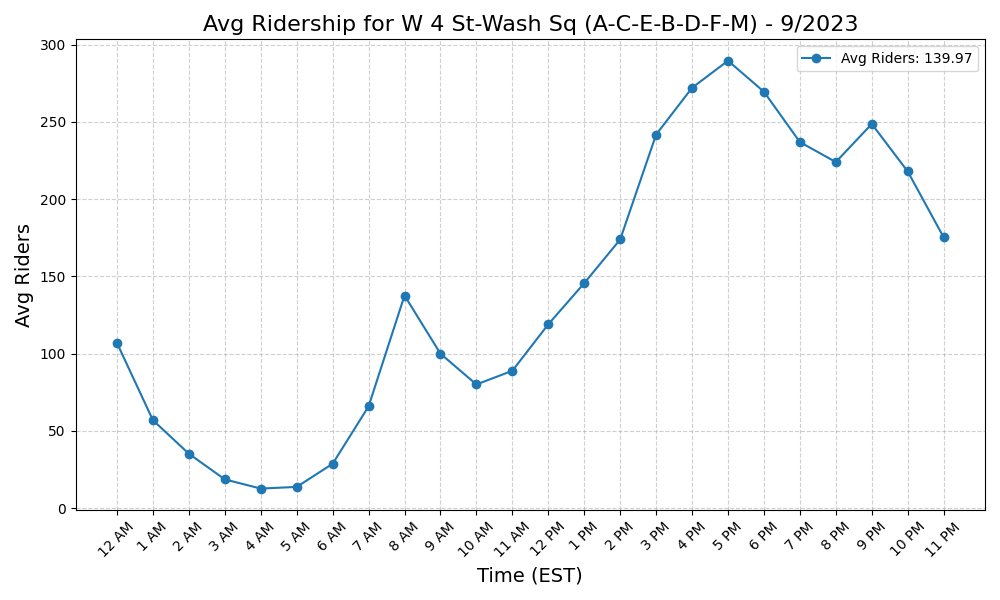 Avg Ridership for W 4 St-Wash Sq (A-C-E-B-D-F-M) - 9/2023
Avg Riders: 139.97
Avg Riders
300
250
200
150
100
50
0
12 AM
1 AM
2 AM
3 AM
4 AM
5 AM
6 AM
7 AM
8 AM
9 AM
10 AM
11 AM
12 PM
1 PM
2 PM
3 PM
4 PM
5 PM
6 PM
7 PM
8 PM
9 PM
10 PM
11 PM
Time (EST)